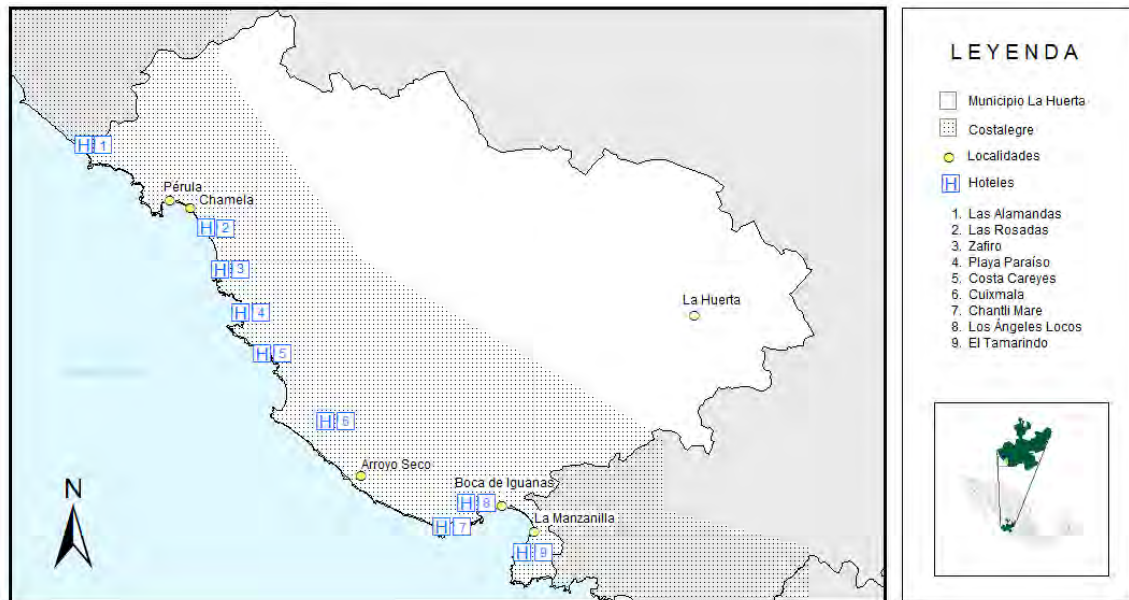 H 1
Pérula
Chamela
H 2
H 3
H 4
H 5
La Huerta
H 6
Arroyo Seco
Boca de Iguanas
H 8
H 7
La Manzanilla
H 9
N
LEYENDA
Municipio La Huerta
Costalegre
Localidades
H Hoteles
1. Las Alamandas
2. Las Rosadas
3. Zafiro
4. Playa Paraíso
5. Costa Careyes
6. Cuixmala
7. Chantli Mare
8. Los Ángeles Locos
9. El Tamarindo